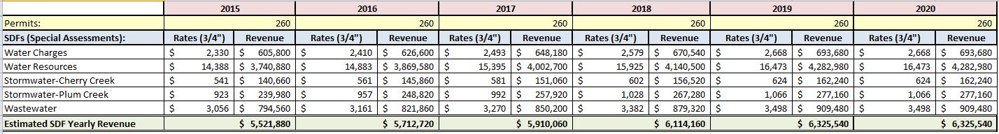 2015 2016 2017 2018 2019 2020
Permits: 260 260 260 260 260 260
SDFs (Special Assessments): Rates (3/4") Revenue Rates (3/4") Revenue Rates (3/4") Revenue Rates (3/4") Revenue Rates (3/4") Revenue Rates (3/4") Revenue
Water Charges $ 2,330 $ 605,800 $ 2,410 $ 626,600 $ 2,493 $ 648,180 $ 2,579 $ 670,540 $ 2,668 $ 693,680 $ 2,668 $ 693,680
Water Resources $ 14,388 $ 3,740,880 $ 14,883 $ 3,869,580 $ 15,395 $ 4,002,700 $ 15,925 $ 4,140,500 $ 16,473 $ 4,282,980 $ 16,473 $ 4,282,980
Stormwater-Cherry Creek $ 541 $ 140,660 $ 561 $ 145,860 $ 581 $ 151,060 $ 602 $ 156,520 $ 624 $ 162,240 $ 624 $ 162,240
Stormwater-Plum Creek $ 923 $ 239,980 $ 957 $ 248,820 $ 992 $ 257,920 $ 1,028 $ 267,280 $ 1,066 $ 277,160 $ 1,066 $ 277,160
Wastewater $ 3,056 $ 794,560 $ 3,161 $ 821,860 $ 3,270 $ 850,200 $ 3,382 $ 879,320 $ 3,498 $ 909,480 $ 3,498 $ 909,480
Estimated SDF Yearly Revenue $ 5,521,880 $ 5,712,720 $ 5,910,060 $ 6,114,160 $ 6,325,540 $ 6,325,540